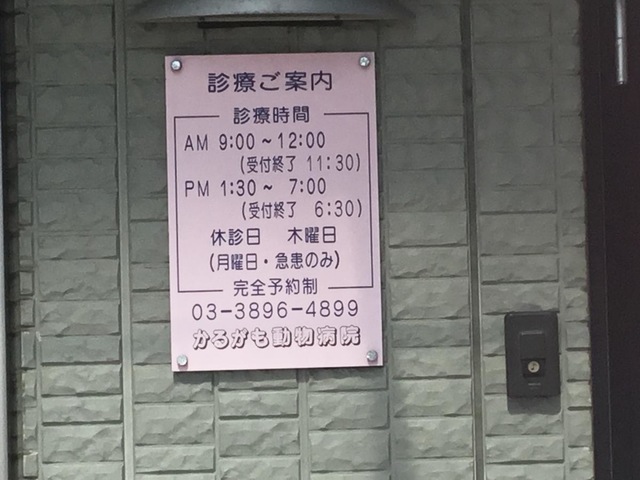 診療ご案内
診療時間
AM 9:00～12:00
(受付終了 11:30)
PM 1:30～ 7:00
(受付終了 6:30)
休診日 木曜日
(月曜日・急患のみ)
完全予約制
03-3896-4899
かるがも動物病院